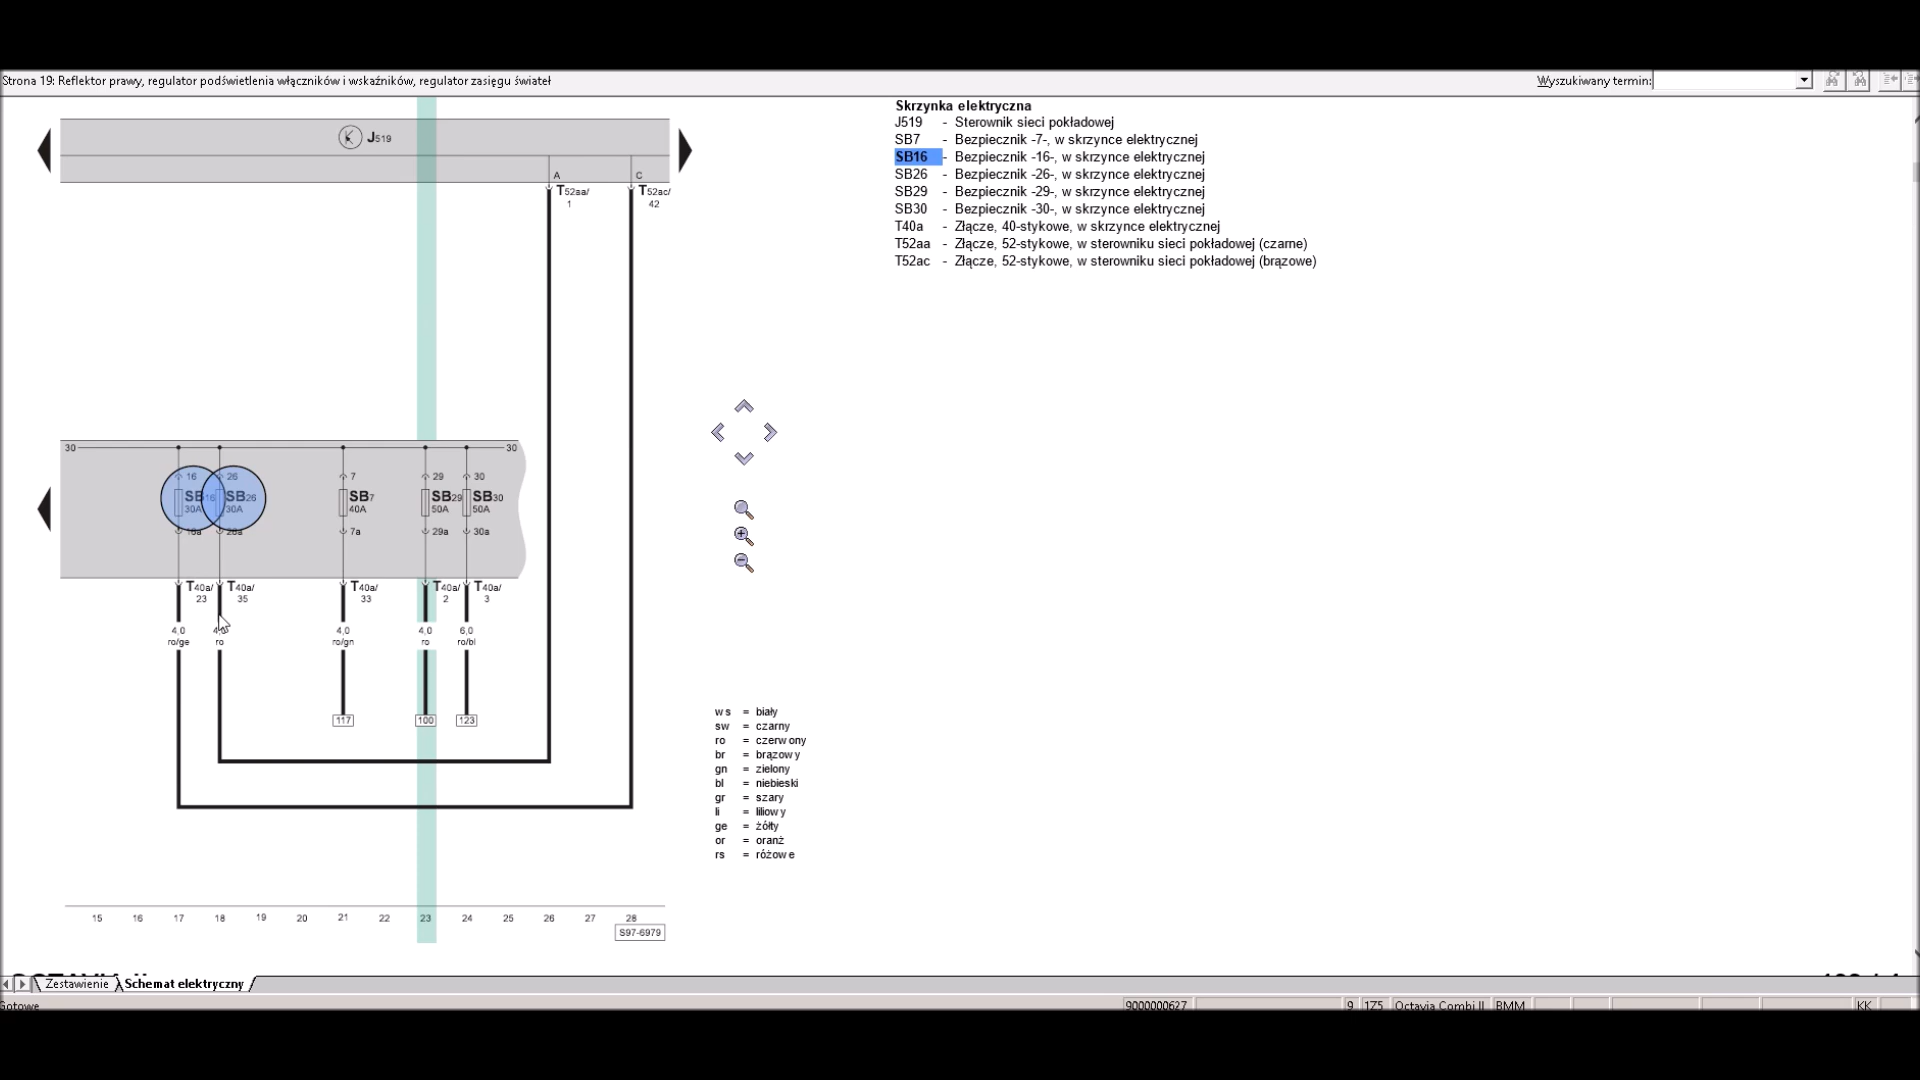 Strona 19: Reflektor prawy, regulator podświetlenia włączników i wskaźników, regulator zasięgu świateł
Wyszukiwany termin:
J519
A C
T52aa/ T52ac/
1 42
Skrzynka elektryczna
J519 - Sterownik sieci pokładowej
SB7 - Bezpiecznik -7-, w skrzynce elektrycznej
SB16 - Bezpiecznik -16-, w skrzynce elektrycznej
SB26 - Bezpiecznik -26-, w skrzynce elektrycznej
SB29 - Bezpiecznik -29-, w skrzynce elektrycznej
SB30 - Bezpiecznik -30-, w skrzynce elektrycznej
T40a - Złącze, 40-stykowe, w skrzynce elektrycznej
T52aa - Złącze, 52-stykowe, w sterowniku sieci pokładowej (czarne)
T52ac - Złącze, 52-stykowe, w sterowniku sieci pokładowej (brązowe)
30 30
16 26 7 29 30
SB16 SB26 SB7 SB29 SB30
30A 30A 40A 50A 50A
16a 26a 7a 29a 30a
T40a/ T40a/ T40a/ T40a/ T40a/
23 35 33 2 3
4,0 4,0 4,0 6,0
ro/ge ro ro/gn ro ro/bl
117 100 123
ws = biały
sw = czarny
ro = czerwony
br = brązowy
gn = zielony
bl = niebieski
gr = szary
li = liliowy
ge = żółty
or = oranż
rs = różowe
15 16 17 18 19 20 21 22 23 24 25 26 27 28
S97-6979
Zestawienie Schemat elektryczny
Gotowe 9000000627 9 1Z5 Octavia Combi II BMM KK